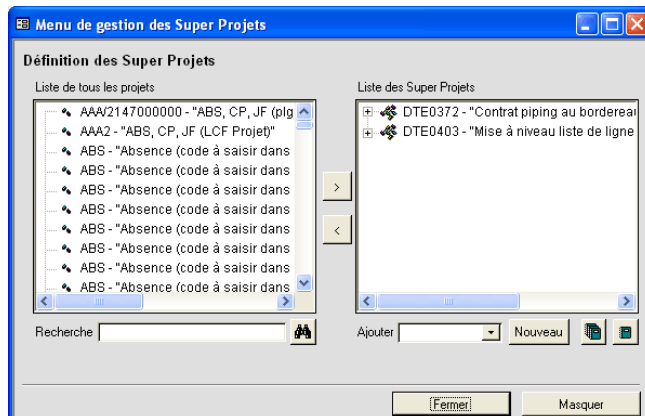 Menu de gestion des Super Projets
Définition des Super Projets
Liste de tous les projets
AAA/2147000000 - "ABS, CP, JF (plg
AAA2 - "ABS, CP, JF (LCF Projet)"
ABS - "Absence (code à saisir dans
ABS - "Absence (code à saisir dans
ABS - "Absence (code à saisir dans
ABS - "Absence (code à saisir dans
ABS - "Absence (code à saisir dans
ABS - "Absence (code à saisir dans
ABS - "Absence (code à saisir dans
ABS - "Absence (code à saisir dans
Recherche
>
<
Liste des Super Projets
DTE0372 - "Contrat piping au bordereau
DTE0403 - "Mise à niveau liste de ligne
Ajouter
Nouveau
Fermer
Masquer